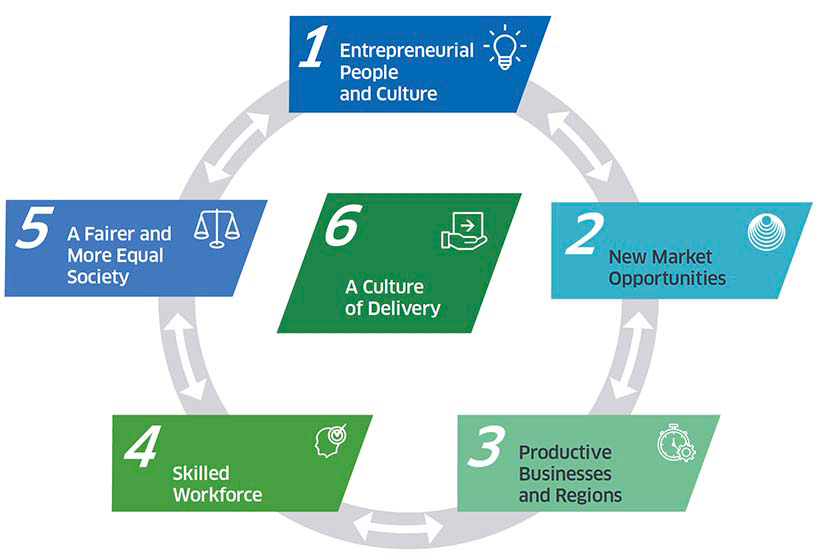 1
Entrepreneurial
People
and Culture
2
New Market
Opportunities
3
Productive
Businesses
and Regions
4
Skilled
Workforce
5
A Fairer and
More Equal
Society
6
A Culture
of Delivery